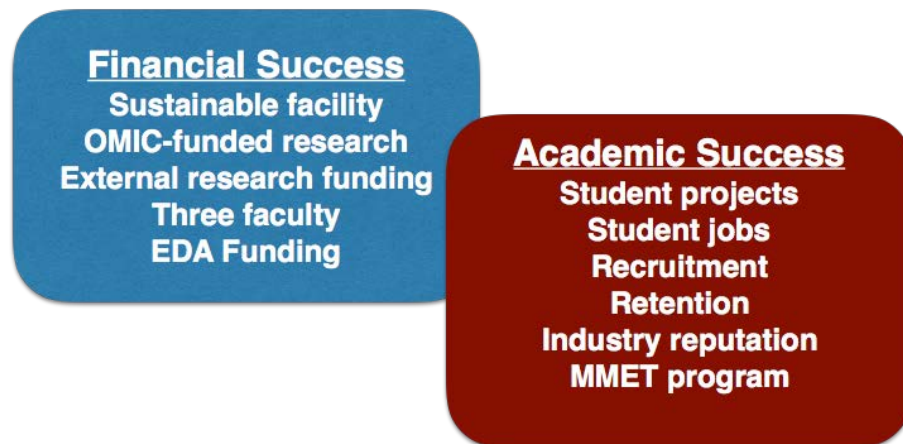 Financial Success
Sustainable facility
OMIC-funded research
External research funding
Three faculty
EDA Funding
Academic Success
Student projects
Student jobs
Recruitment
Retention
Industry reputation
MMET program